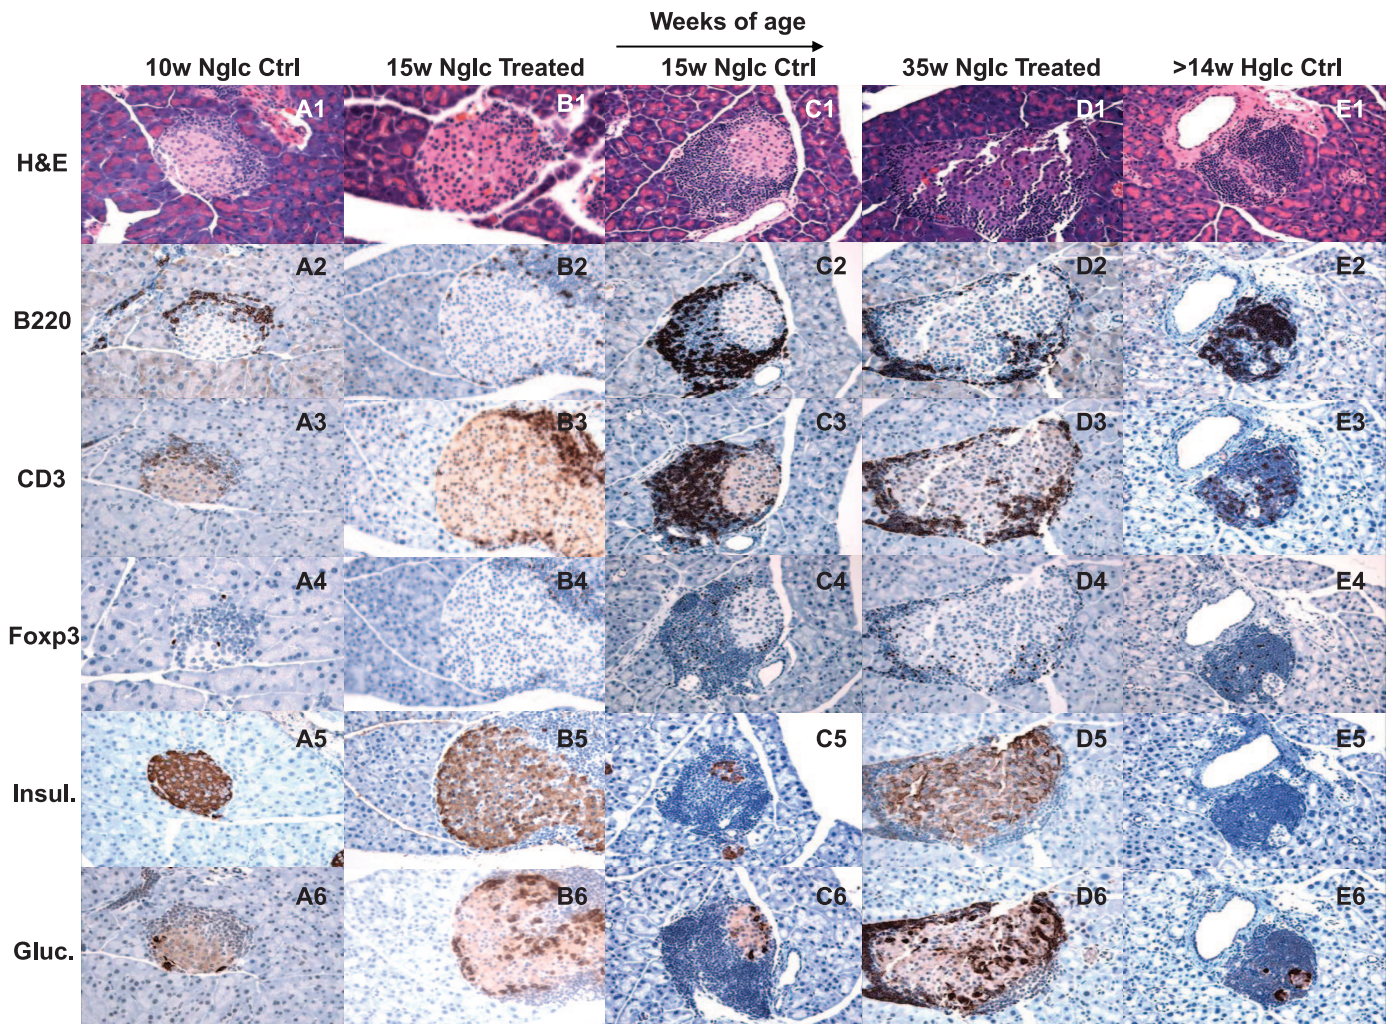 Weeks of age
10w Nglc Ctrl 15w Nglc Treated 15w Nglc Ctrl 35w Nglc Treated >14w Hglc Ctrl
H&E A1 B1 C1 D1 E1
B220 A2 B2 C2 D2 E2
CD3 A3 B3 C3 D3 E3
Foxp3 A4 B4 C4 D4 E4
Insul. A5 B5 C5 D5 E5
Gluc. A6 B6 C6 D6 E6